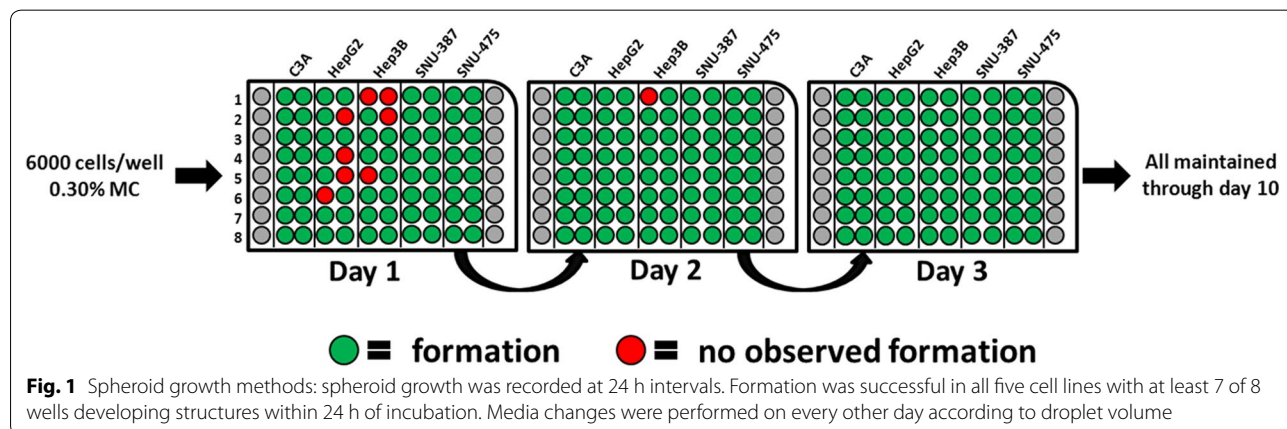 C3A HepG2 Hep3B SNU-387 SNU-475 C3A HepG2 Hep3B SNU-387 SNU-475 C3A HepG2 Hep3B SNU-387 SNU-475
1
2
3
4
5
6
7
8
6000 cells/well
0.30% MC
All maintained
through day 10
Day 1 Day 2 Day 3
= formation = no observed formation
Fig. 1 Spheroid growth methods: spheroid growth was recorded at 24 h intervals. Formation was successful in all five cell lines with at least 7 of 8
wells developing structures within 24 h of incubation. Media changes were performed on every other day according to droplet volume